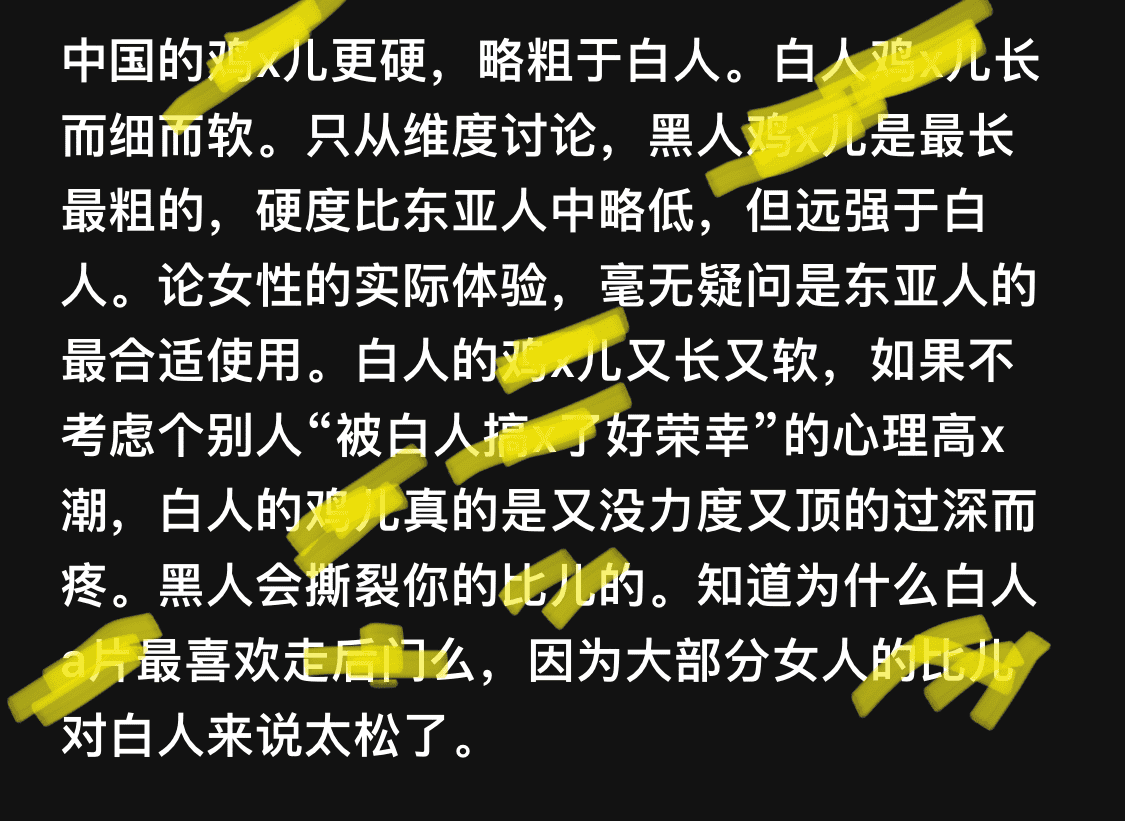 中国的鸡x儿更硬，略粗于白人。白人鸡x儿长
而细而软。只从维度讨论，黑人鸡x儿是最长
最粗的，硬度比东亚人中略低，但远强于白
人。论女性的实际体验，毫无疑问是东亚人的
最合适使用。白人的鸡x儿又长又软，如果不
考虑个别人“被白人搞x了好荣幸”的心理高x
潮，白人的鸡儿真的是又没力度又顶的过深而
疼。黑人会撕裂你的比儿的。知道为什么白人
a片最喜欢走后门么，因为大部分女人的比儿
对白人来说太松了。